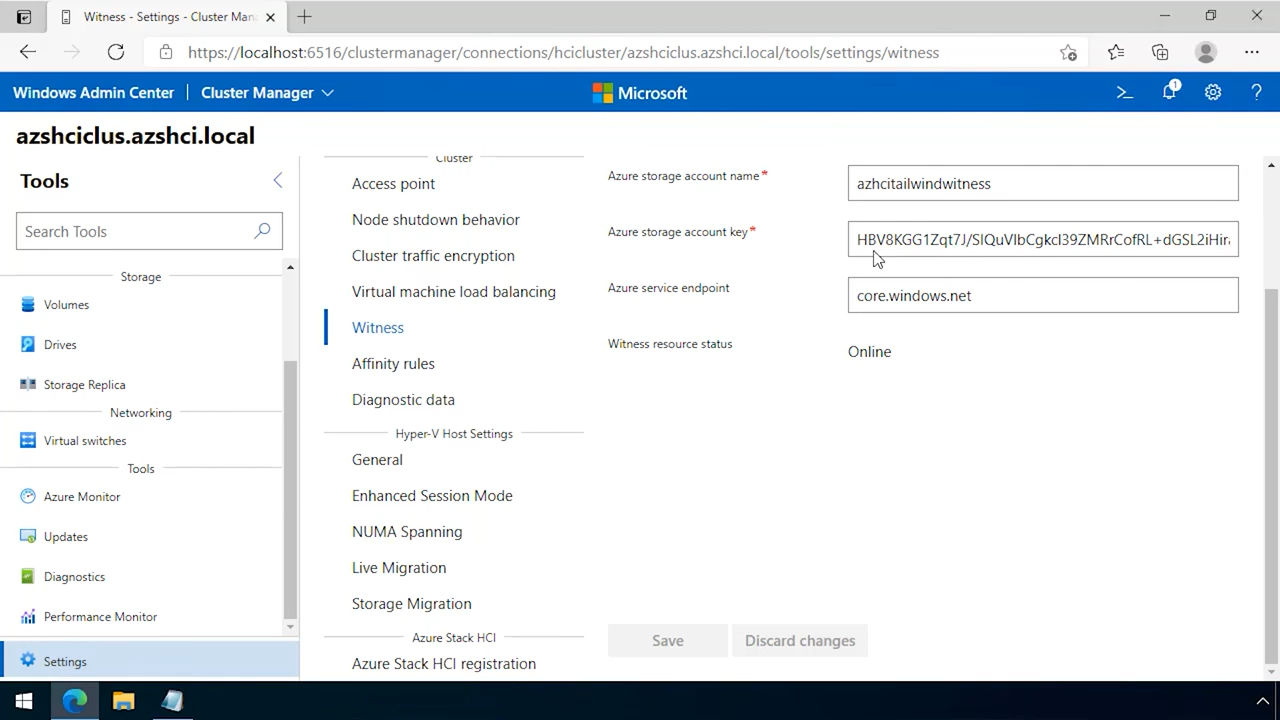 Witness - Settings - Cluster Man
https://localhost:6516/clustermanager/connections/hcicluster/azshciclus.azshci.local/tools/settings/witness
Windows Admin Center
Cluster Manager
Microsoft
1
azshciclus.azshci.local
Tools
Search Tools
Storage
Volumes
Drives
Storage Replica
Networking
Virtual switches
Tools
Azure Monitor
Updates
Diagnostics
Performance Monitor
Settings
Cluster
Access point
Node shutdown behavior
Cluster traffic encryption
Virtual machine load balancing
Witness
Affinity rules
Diagnostic data
Hyper-V Host Settings
General
Enhanced Session Mode
NUMA Spanning
Live Migration
Storage Migration
Azure Stack HCI
Azure Stack HCI registration
Azure storage account name*
azhcitailwindwitness
Azure storage account key*
Azure service endpoint
core.windows.net
Witness resource status
Online
Save
Discard changes